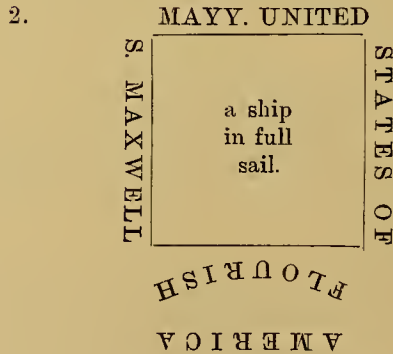 2.
MAYY. UNITED
STATES OF
AMERICA
FLOURISH
S. MAXWELL
a ship
in full
sail.